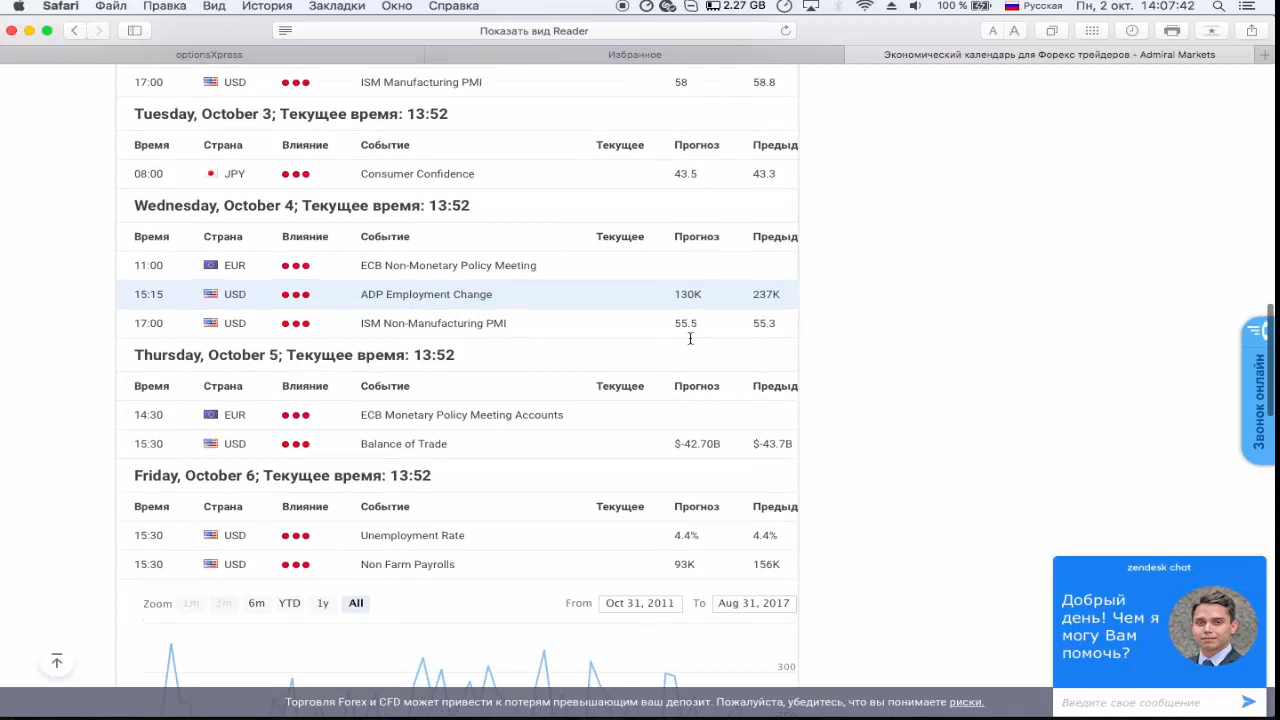 Safari Файл Правка Вид История Закладки Окно Справка 2.27 GB 100 % Русская Пн, 2 окт. 14:07:42
Показать вид Reader A A
optionsXpress Избранное Экономический календарь для Форекс трейдеров - Admiral Markets
17:00 USD ISM Manufacturing PMI 58 58.8
Tuesday, October 3; Текущее время: 13:52
Время Страна Влияние Событие Текущее Прогноз Предыд
08:00 JPY Consumer Confidence 43.5 43.3
Wednesday, October 4; Текущее время: 13:52
Время Страна Влияние Событие Текущее Прогноз Предыд
11:00 EUR ECB Non-Monetary Policy Meeting
15:15 USD ADP Employment Change 130K 237K
17:00 USD ISM Non-Manufacturing PMI 55.5 55.3
Thursday, October 5; Текущее время: 13:52
Время Страна Влияние Событие Текущее Прогноз Предыд
14:30 EUR ECB Monetary Policy Meeting Accounts
15:30 USD Balance of Trade $-42.70B $-43.7B
Friday, October 6; Текущее время: 13:52
Время Страна Влияние Событие Текущее Прогноз Предыд
15:30 USD Unemployment Rate 4.4% 4.4%
15:30 USD Non Farm Payrolls 93K 156K
Zoom 1m 3m 6m YTD 1y All From Oct 31, 2011 To Aug 31, 2017
300
Звонок онлайн
zendesk chat
Добрый
день! Чем я
могу Вам
помочь?
Введите свое сообщение
Торговля Forex и CFD может привести к потерям превышающим ваш депозит. Пожалуйста, убедитесь, что вы понимаете риски.